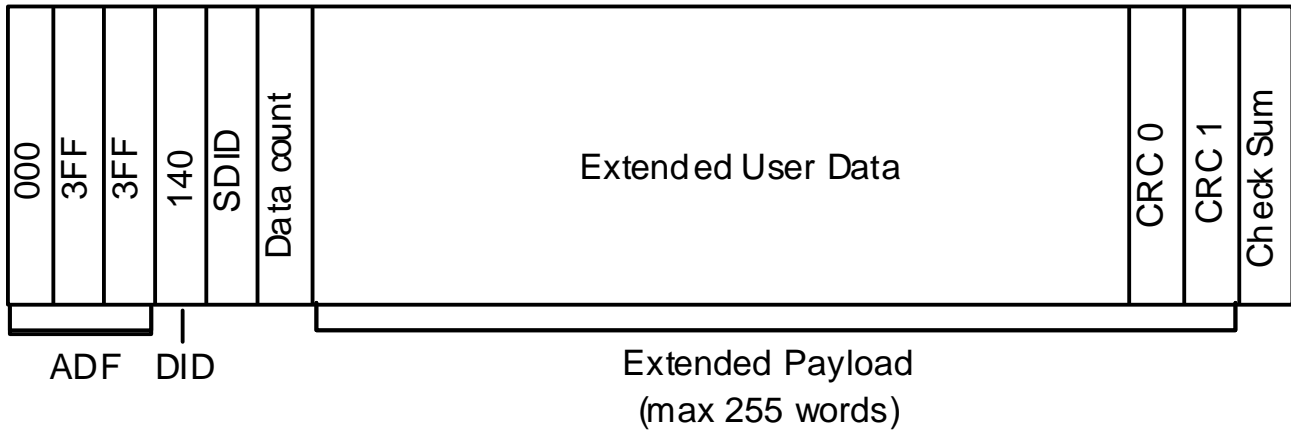 000
3FF
3FF
140
SDID
Data count
Extended User Data
CRC 0
CRC 1
Check Sum
ADF
DID
Extended Payload
(max 255 words)